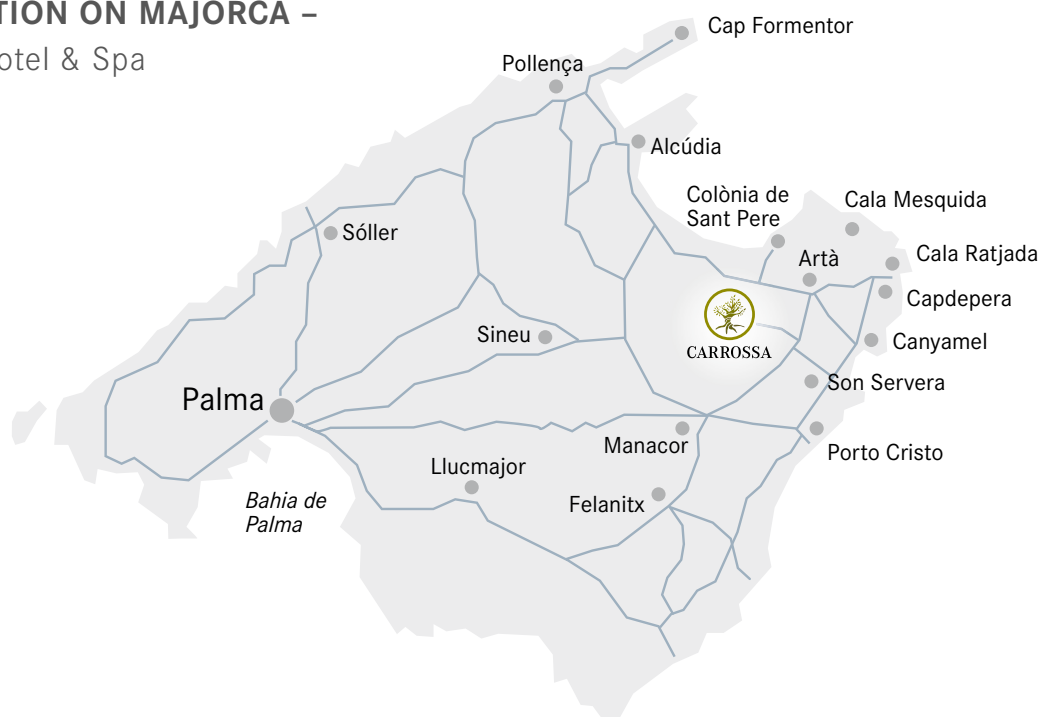 TION ON MAJORCA –
otel & Spa
Cap Formentor
Pollença
Alcúdia
Colònia de
Sant Pere
Cala Mesquida
Sóller
Artà
Cala Ratjada
Capdepera
Sineu
Canyamel
CARROSSA
Son Servera
Palma
Manacor
Porto Cristo
Llucmajor
Felanitx
Bahia de
Palma